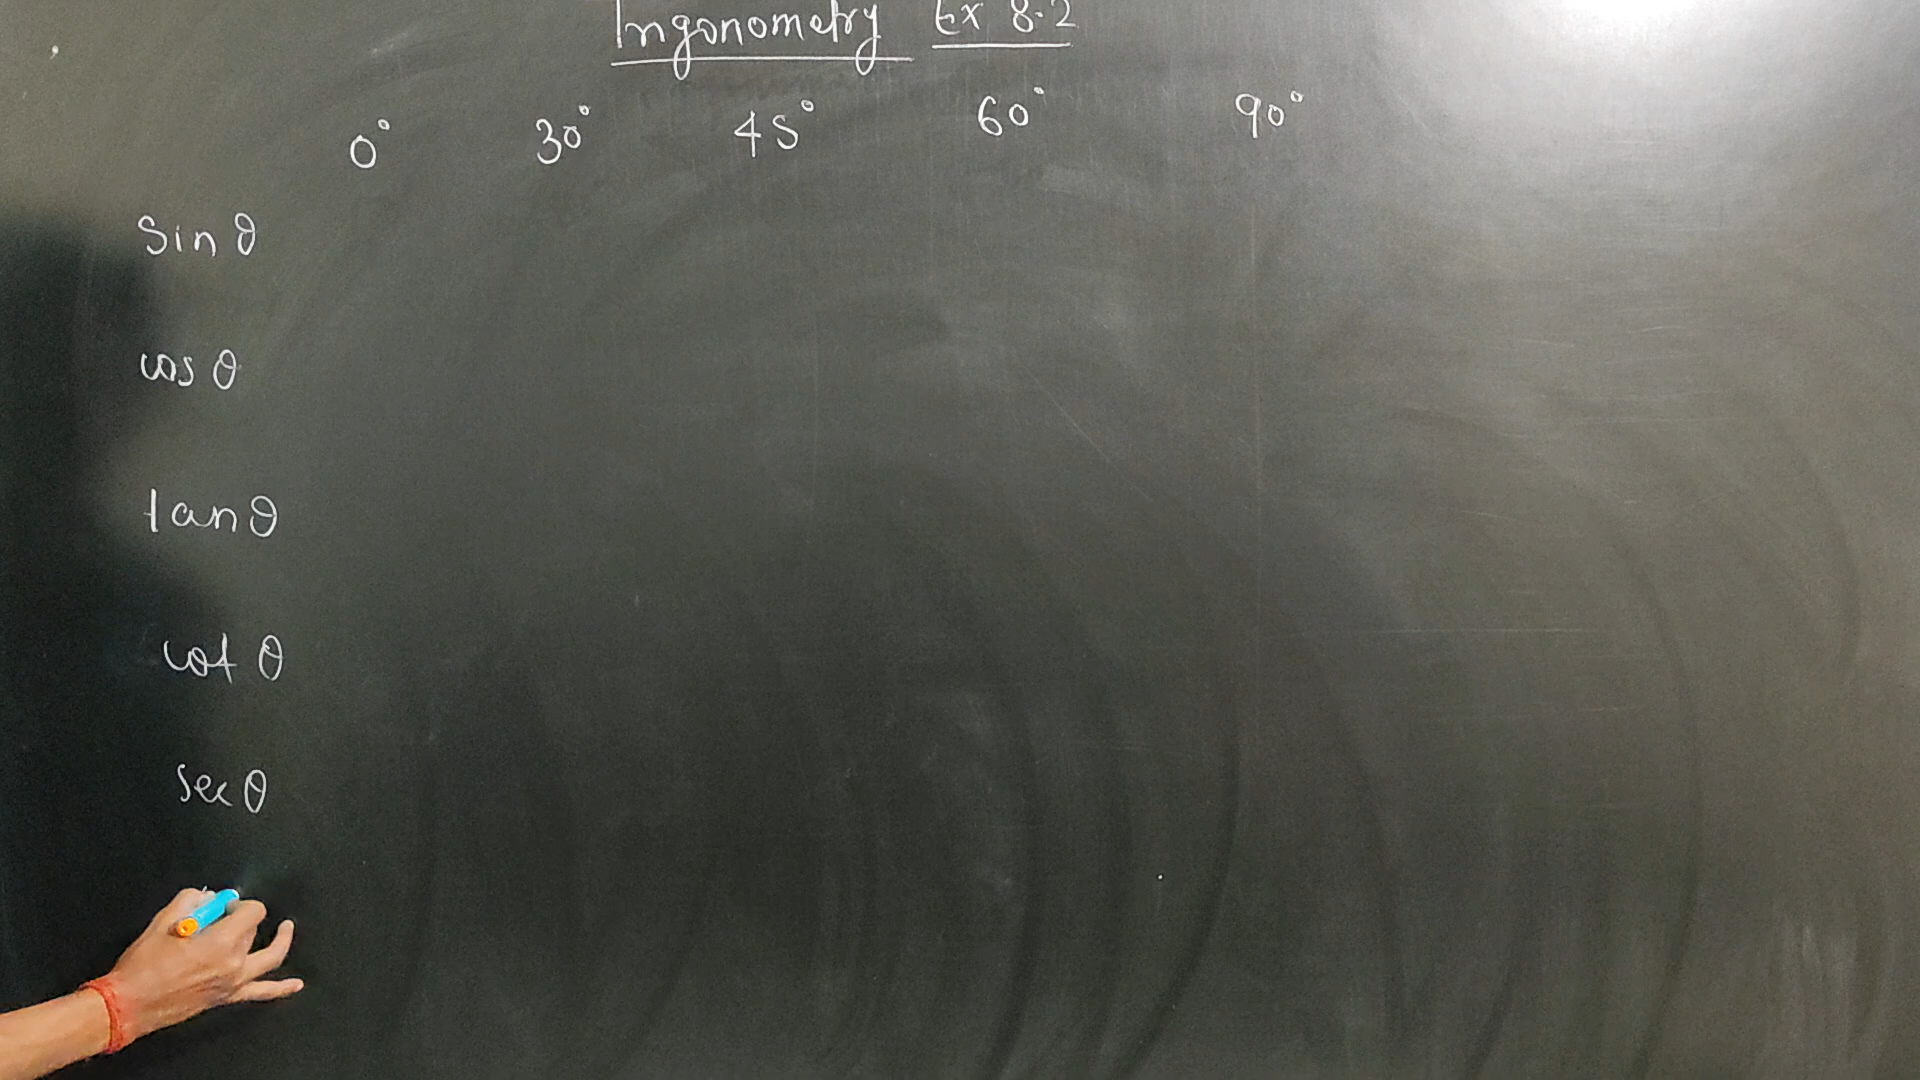 Trigonometry Ex 8.2
0° 30° 45° 60° 90°
Sin θ
cos θ
tan θ
cot θ
sec θ